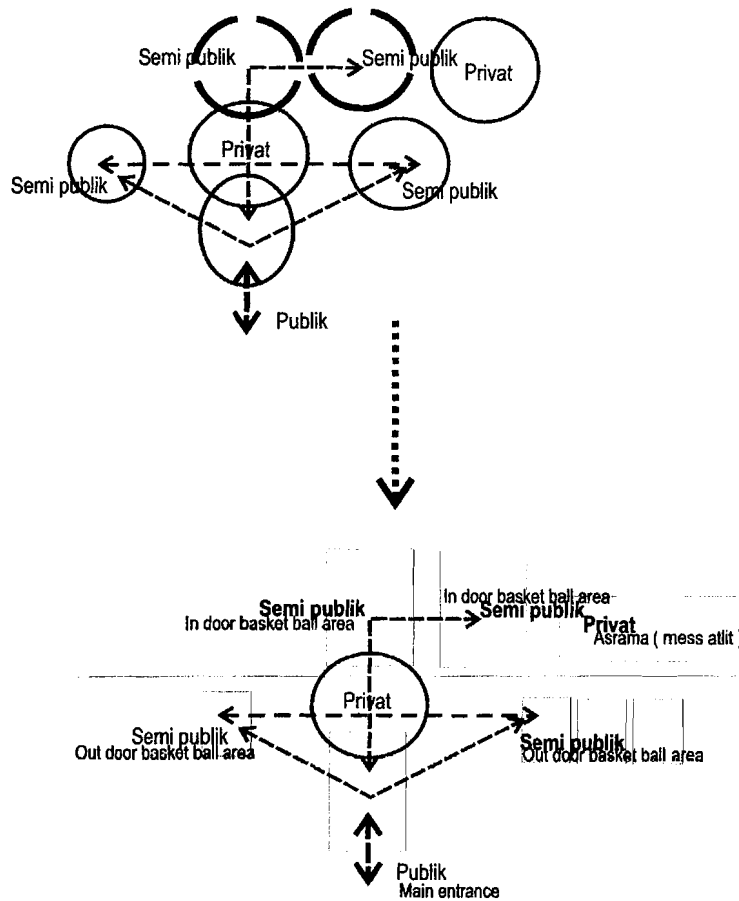 Semi publik
Semi publik
Privat
Privat
Semi publik
Semi publik
Publik
In door basket ball area
Semi publik
Semi publik
In door basket ball area
Privat
Asrama ( mess atlit )
Privat
Semi publik
Out door basket ball area
Semi publik
Out door basket ball area
Publik
Main entrance